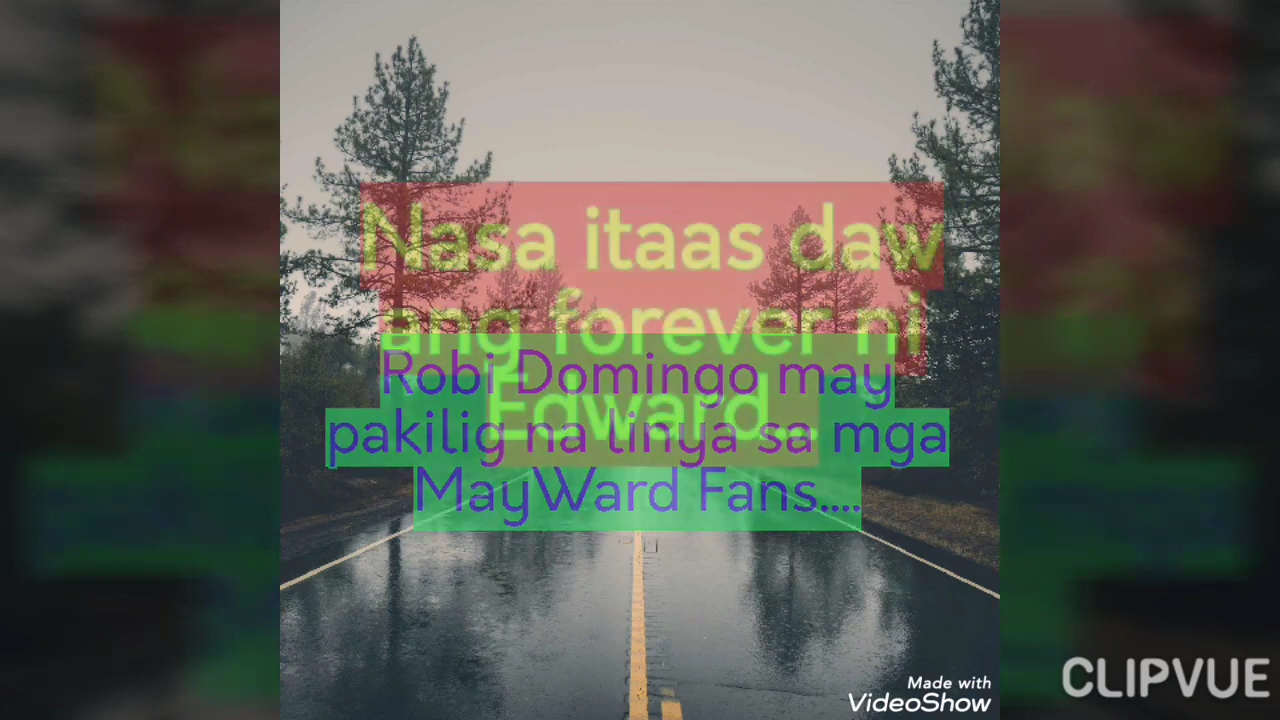 Nasa itaas daw
ang forever ni
Edward...
Robi Domingo may
pakilig na linya sa mga
MayWard Fans....
Made with
VideoShow
CLIPVUE